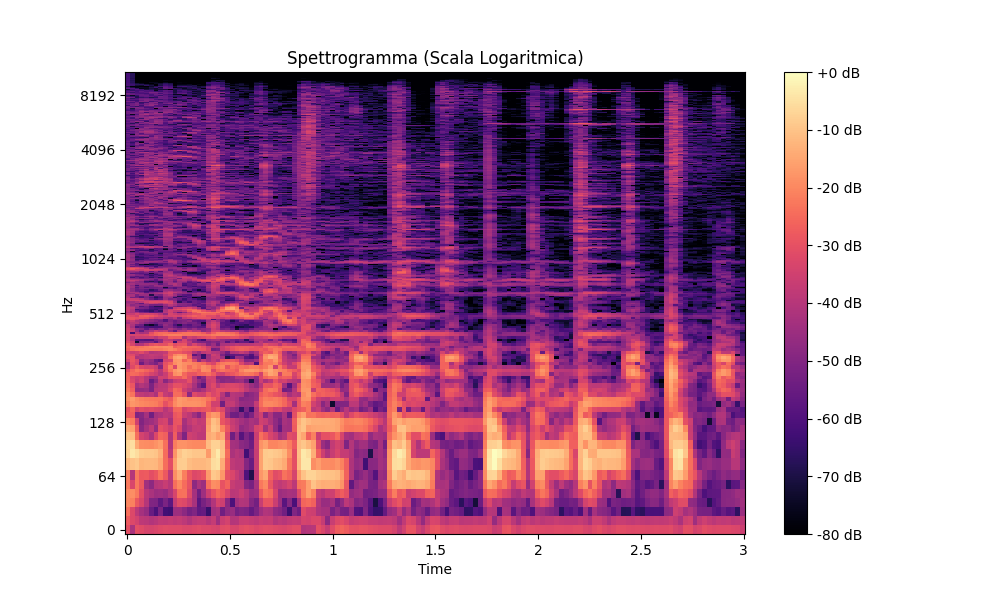 Spettrogramma (Scala Logaritmica)
Hz
8192
4096
2048
1024
512
256
128
64
0
0 0.5 1 1.5 2 2.5 3
Time
+0 dB
-10 dB
-20 dB
-30 dB
-40 dB
-50 dB
-60 dB
-70 dB
-80 dB